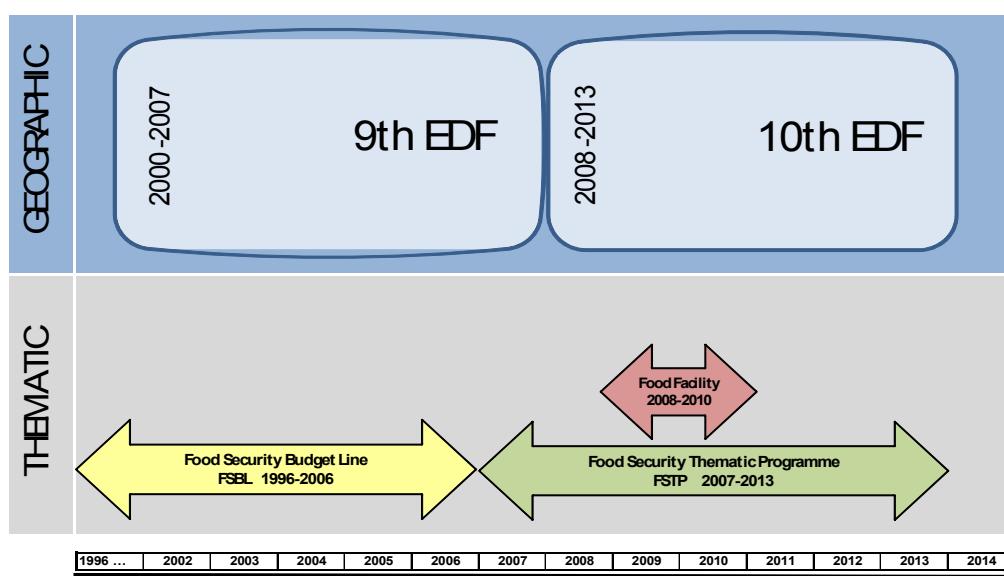 GEOGRAPHIC
2000-2007
9th EDF
2008-2013
10th EDF
THEMATIC
Food Facility
2008-2010
Food Security Budget Line
FSBL 1996-2006
Food Security Thematic Programme
FSTP 2007-2013
1996 ... 2002 2003 2004 2005 2006 2007 2008 2009 2010 2011 2012 2013 2014